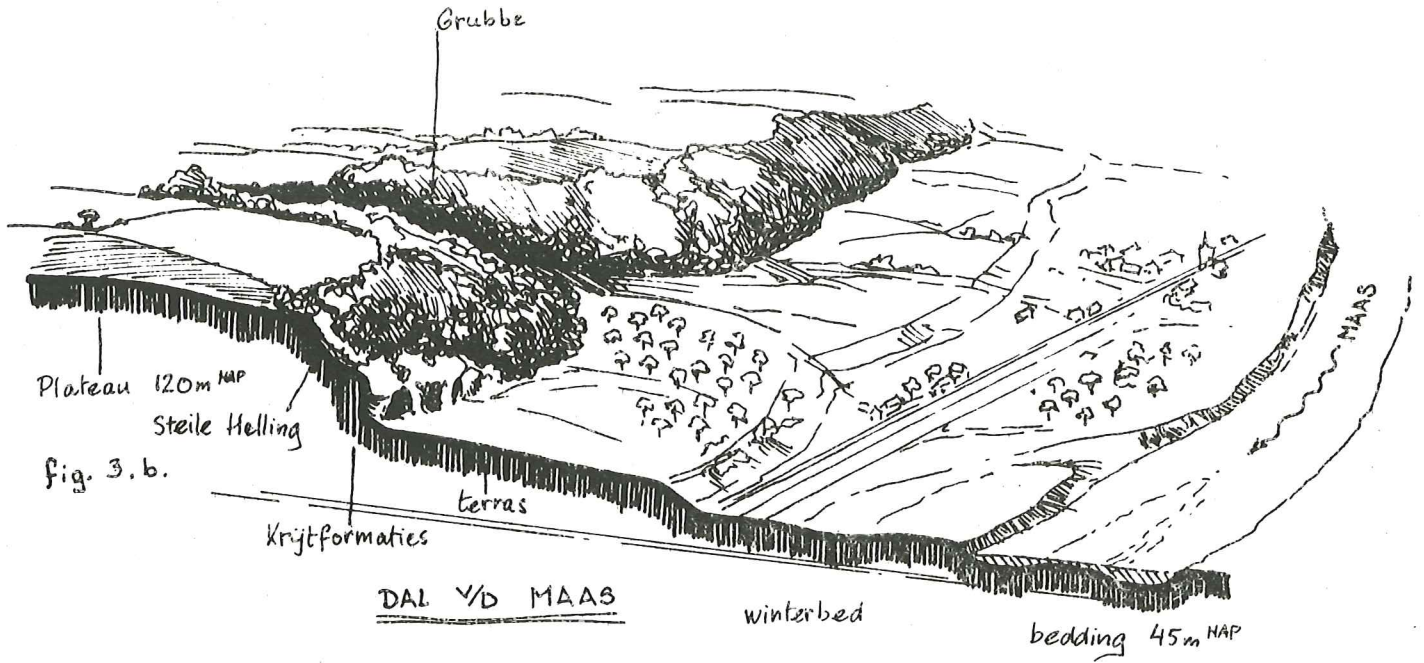 Grubbe
MAAS
Plateau 120m NAP
Steile Helling
fig. 3.b.
terras
Krijtformaties
DAL V/D MAAS
winterbed
bedding 45m NAP